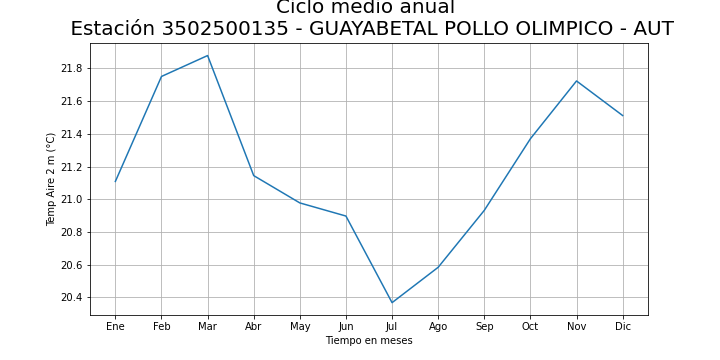 Ciclo medio anual
Estación 3502500135 - GUAYABETAL POLLO OLIMPICO - AUT
21.8
21.6
21.4
21.2
21.0
20.8
20.6
20.4
Temp Aire 2 m (°C)
Ene Feb Mar Abr May Jun Jul Ago Sep Oct Nov Dic
Tiempo en meses